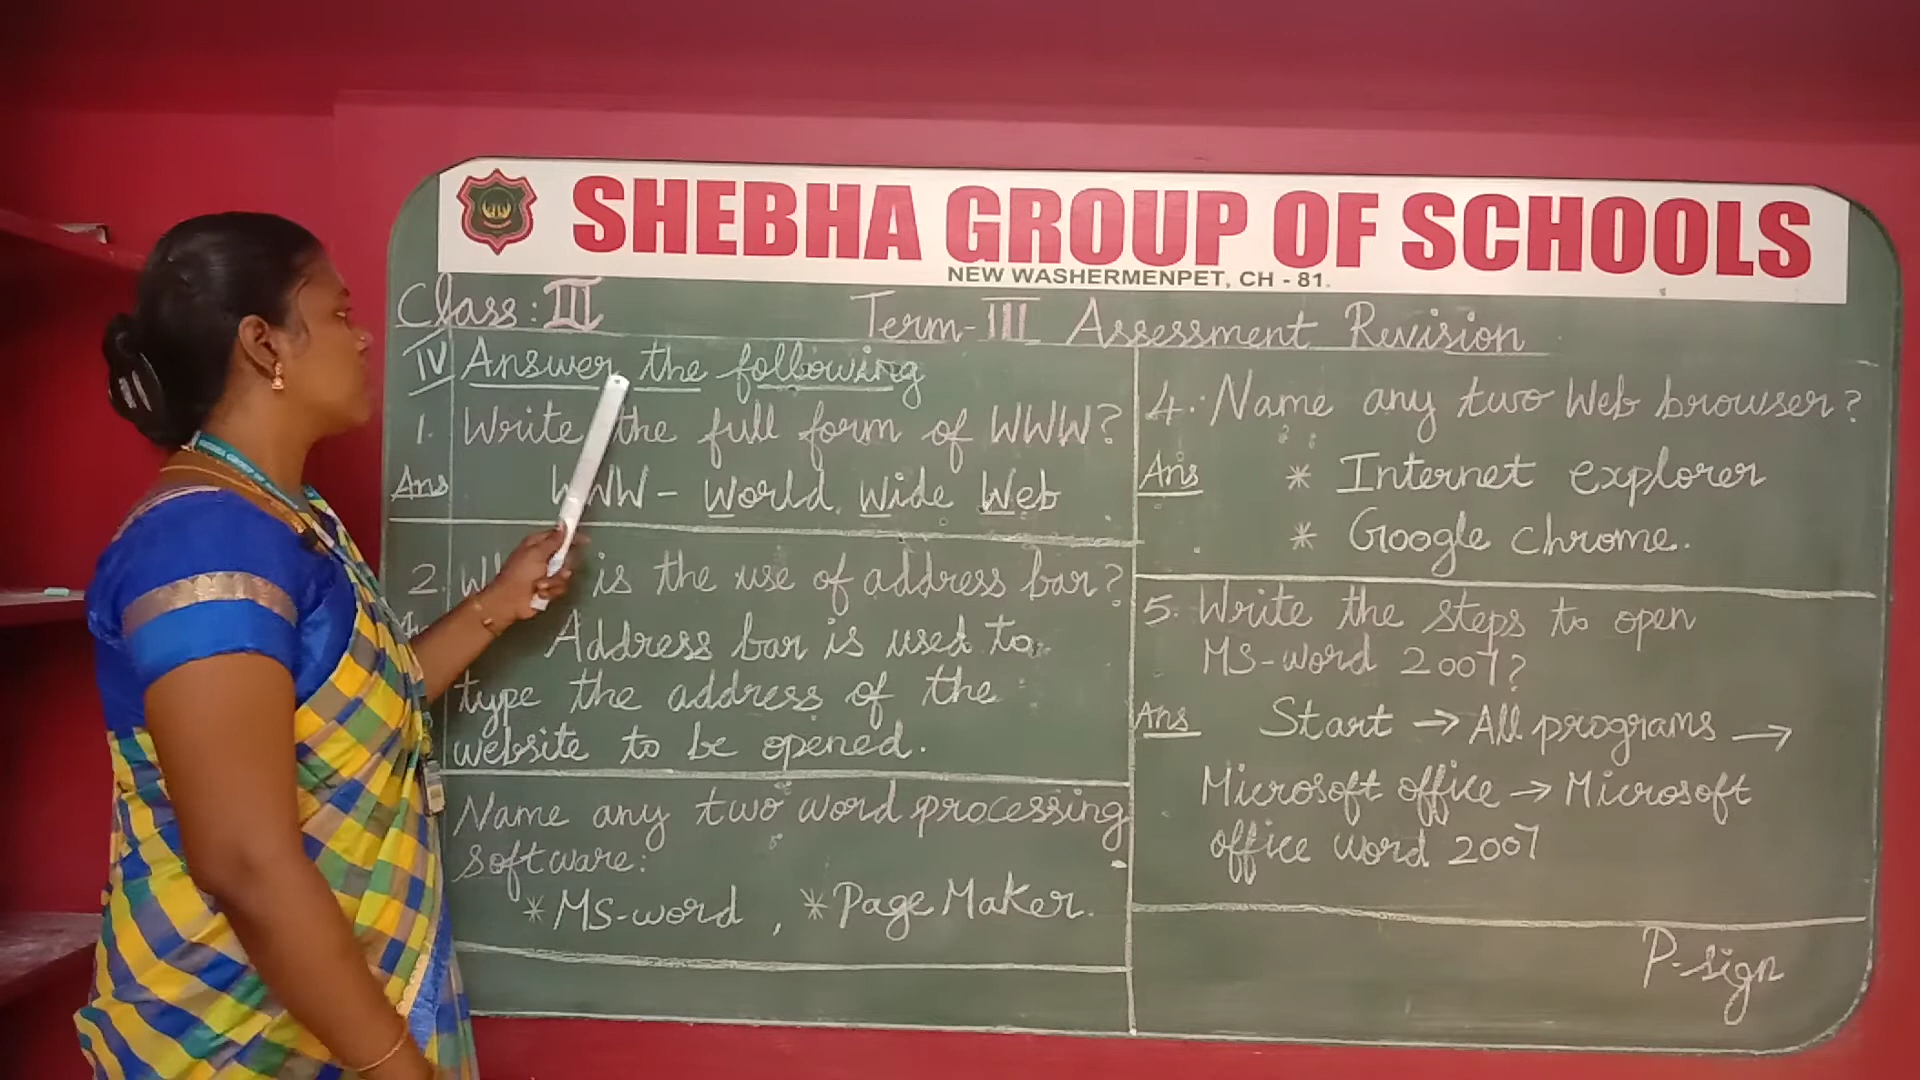 SHEBHA GROUP OF SCHOOLS
NEW WASHERMENPET, CH - 81.
Class: III
Term-III Assessment Revision
IV Answer the following
1. Write the full form of WWW?
Ans WWW - World Wide Web
2. is the use of address bar?
Address bar is used to
type the address of the
website to be opened.
Name any two word processing
software:
* MS-word , * Page Maker.
4. Name any two Web browser?
Ans * Internet explorer
* Google chrome.
5. Write the steps to open
MS-word 2007?
Ans Start → All programs →
Microsoft office → Microsoft
office word 2007
P-sign